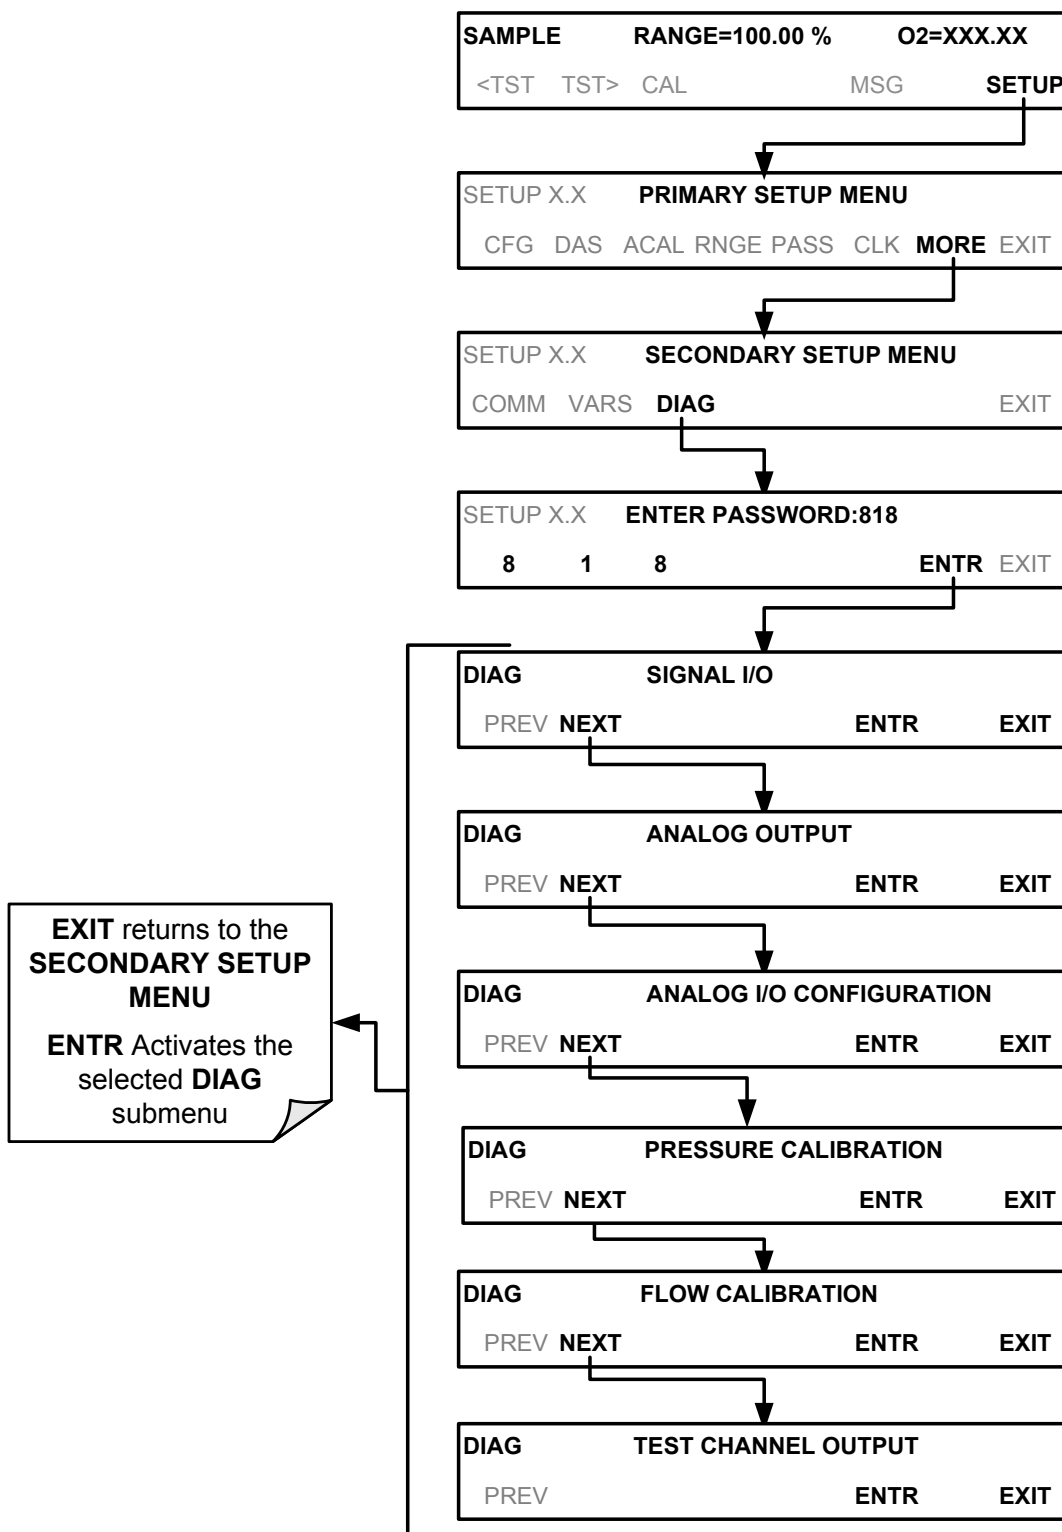 SAMPLE RANGE=100.00 % O2=XXX.XX
<TST TST> CAL MSG SETUP
SETUP X.X PRIMARY SETUP MENU
CFG DAS ACAL RNGE PASS CLK MORE EXIT
SETUP X.X SECONDARY SETUP MENU
COMM VARS DIAG EXIT
SETUP X.X ENTER PASSWORD:818
8 1 8 ENTR EXIT
DIAG SIGNAL I/O
PREV NEXT ENTR EXIT
DIAG ANALOG OUTPUT
PREV NEXT ENTR EXIT
EXIT returns to the
SECONDARY SETUP
MENU
ENTR Activates the
selected DIAG
submenu
DIAG ANALOG I/O CONFIGURATION
PREV NEXT ENTR EXIT
DIAG PRESSURE CALIBRATION
PREV NEXT ENTR EXIT
DIAG FLOW CALIBRATION
PREV NEXT ENTR EXIT
DIAG TEST CHANNEL OUTPUT
PREV ENTR EXIT